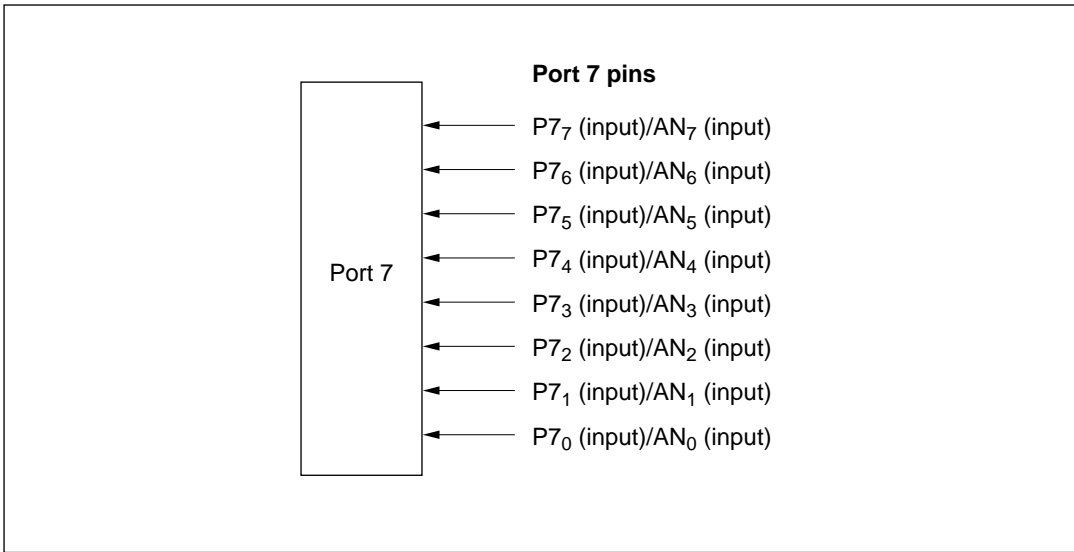 Port 7 pins
P7₇ (input)/AN₇ (input)
P7₆ (input)/AN₆ (input)
P7₅ (input)/AN₅ (input)
P7₄ (input)/AN₄ (input)
Port 7
P7₃ (input)/AN₃ (input)
P7₂ (input)/AN₂ (input)
P7₁ (input)/AN₁ (input)
P7₀ (input)/AN₀ (input)